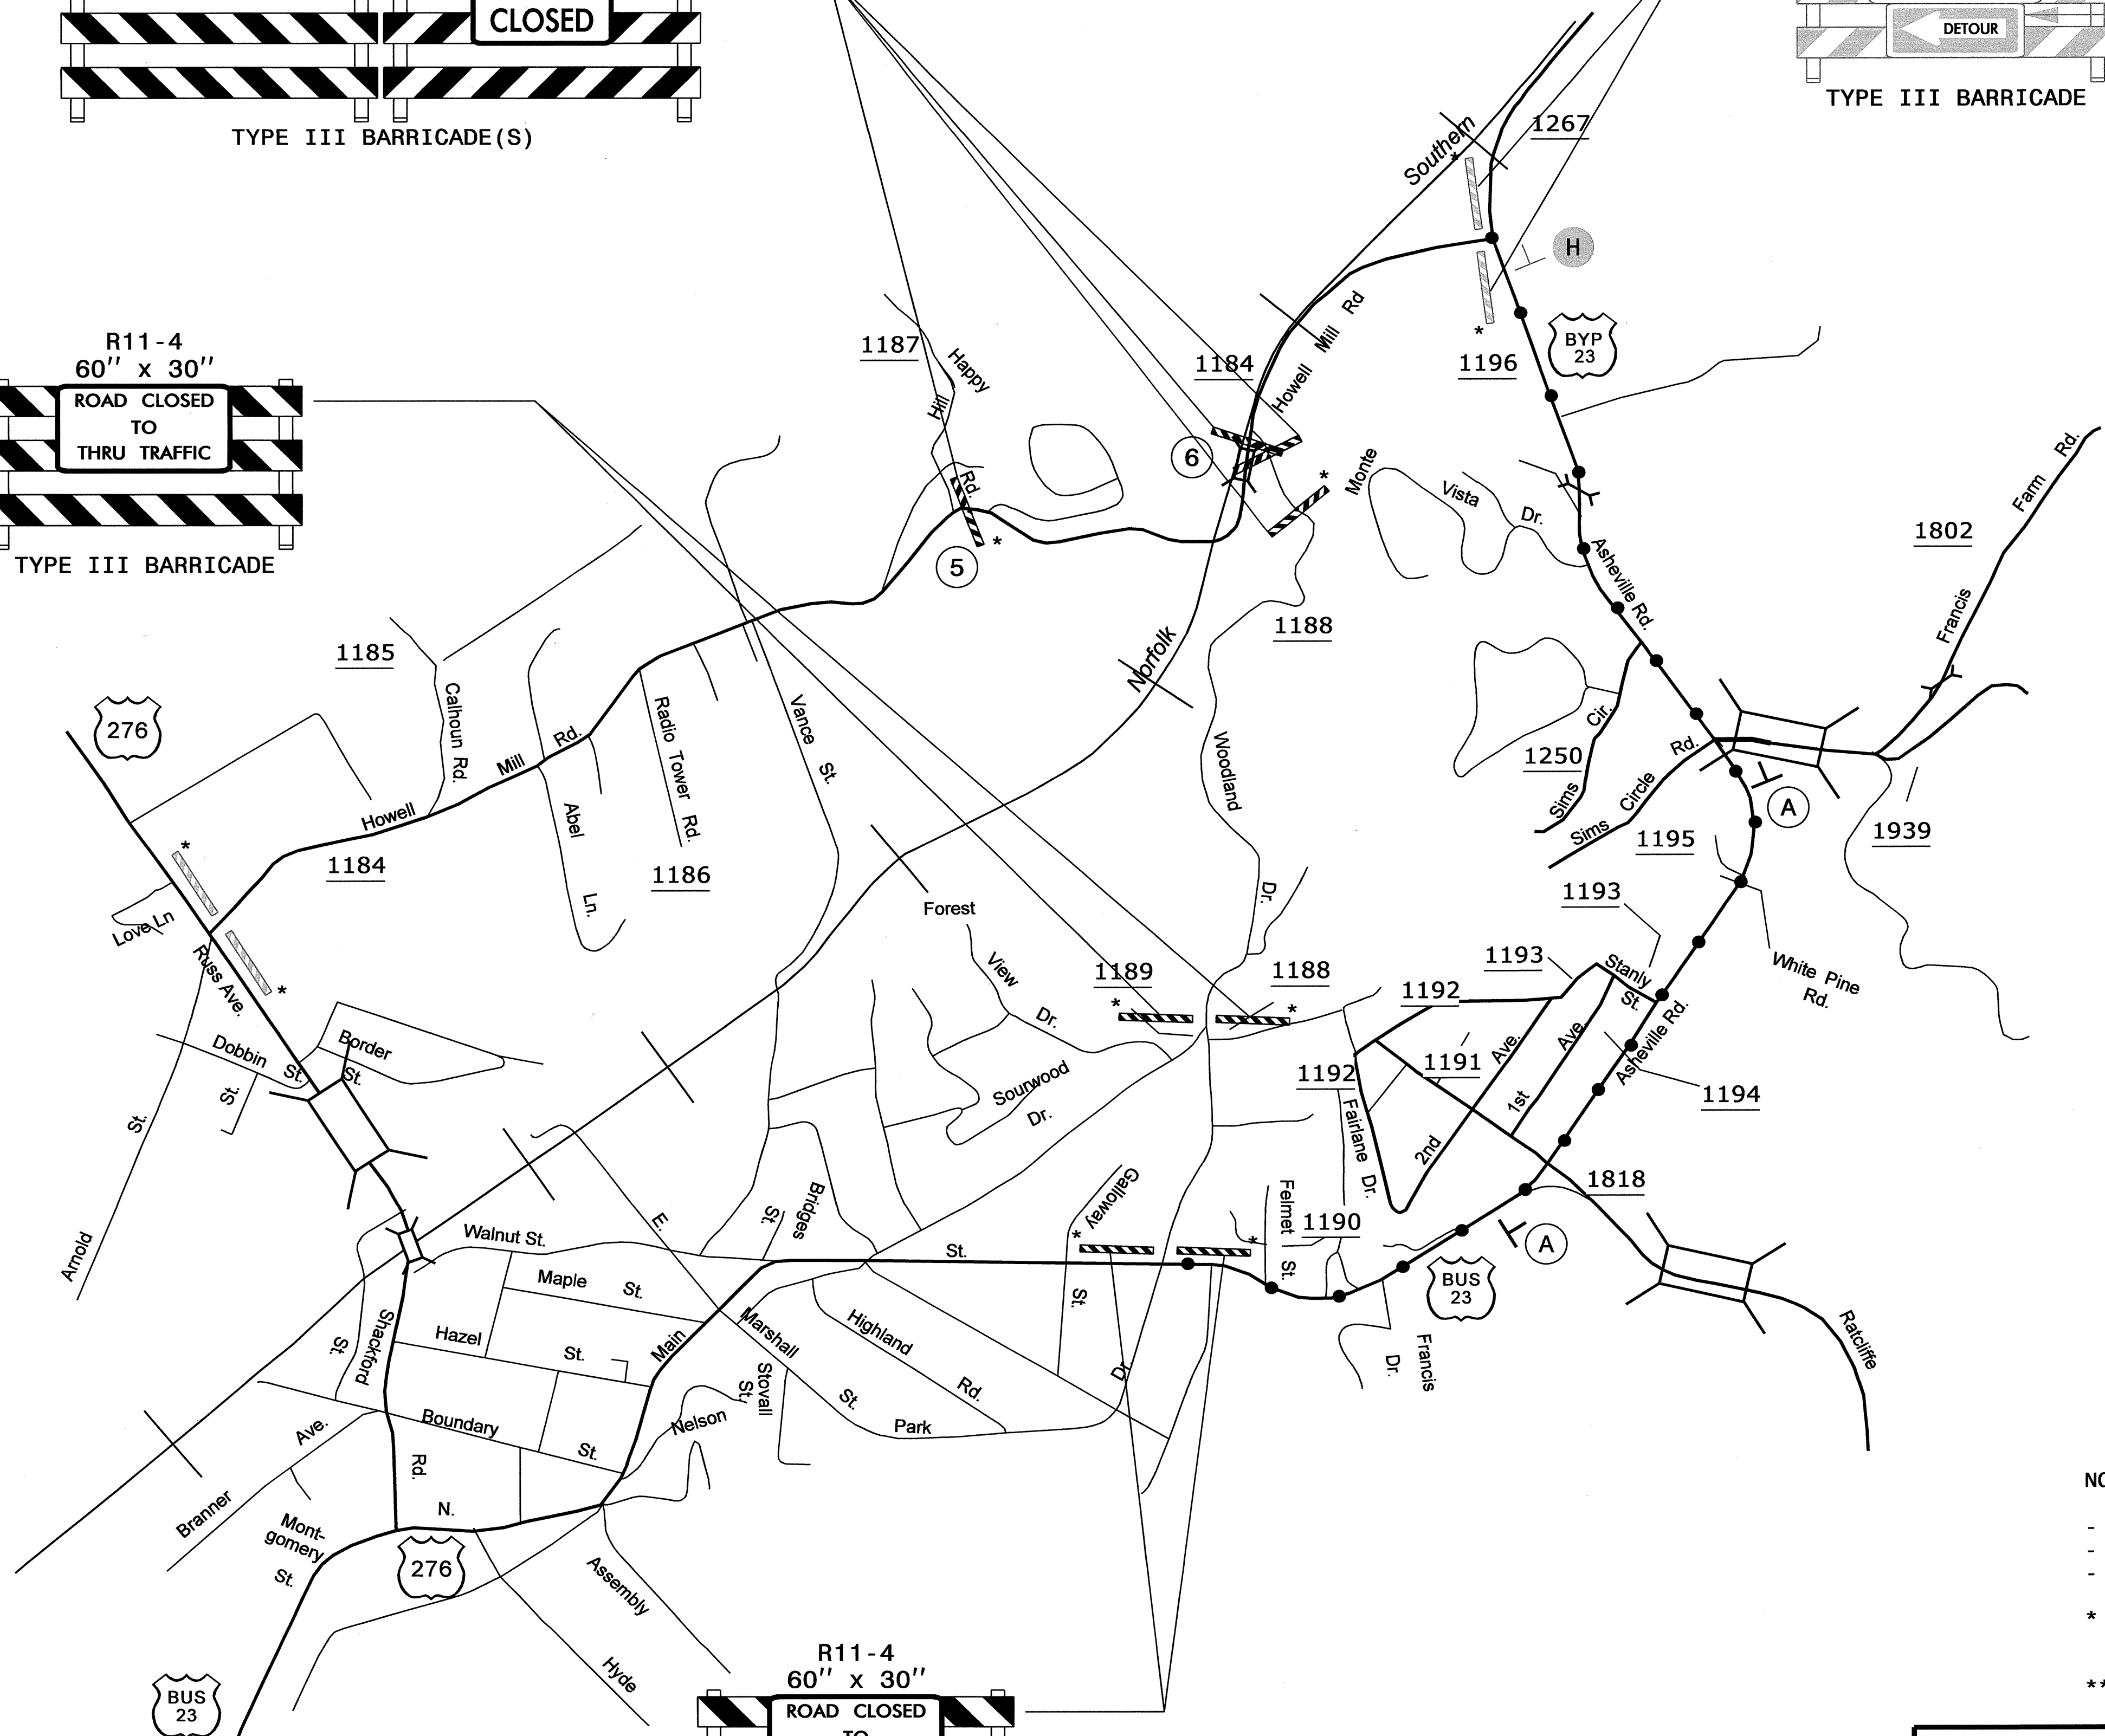 CLOSED
TYPE III BARRICADE(S)
DETOUR
TYPE III BARRICADE
R11-4
60" x 30"
ROAD CLOSED
TO
THRU TRAFFIC
TYPE III BARRICADE
Southern
*
1267
H
*
1196
BYP
23
1187
Happy
Hill
Rd.
*
5
1184
Howell Mill Rd
6
*
Monte
Vista
Dr.
Asheville Rd.
1802
Francis
Farm
Rd.
1185
Calhoun Rd.
276
Howell
Mill
Rd.
1184
Abel
Ln.
Radio Tower Rd.
1186
Vance
St.
Norfolk
1188
Woodland
Dr.
1250
Sims
Cir.
Sims
Circle
Rd.
1195
A
1939
*
Love Ln
Russ Ave.
*
Forest
View
Dr.
1189
*
1188
*
1193
1193
Stanly
St.
1192
White Pine
Rd.
Asheville Rd.
1194
1191
1192
Ave.
Ave.
1st
2nd
Fairlane Dr.
Dobbin
St.
Border
St.
St.
Arnold
St.
Sourwood
Dr.
1818
A
BUS
23
Galloway
St.
*
*
Felmet
St.
1190
Bridges
St.
E.
Walnut St.
St.
Maple
St.
Hazel
St.
Main
Shackford
St.
Marshall
St.
Highland
Rd.
Stovall
St.
Nelson
Park
Dr.
Francis
Dr.
Ratcliffe
Boundary
St.
Rd.
N.
Branner
Ave.
Mont-
gomery
St.
276
Assembly
Hyde
BUS
23
R11-4
60" x 30"
ROAD CLOSED
TO
-
-
-
*
**